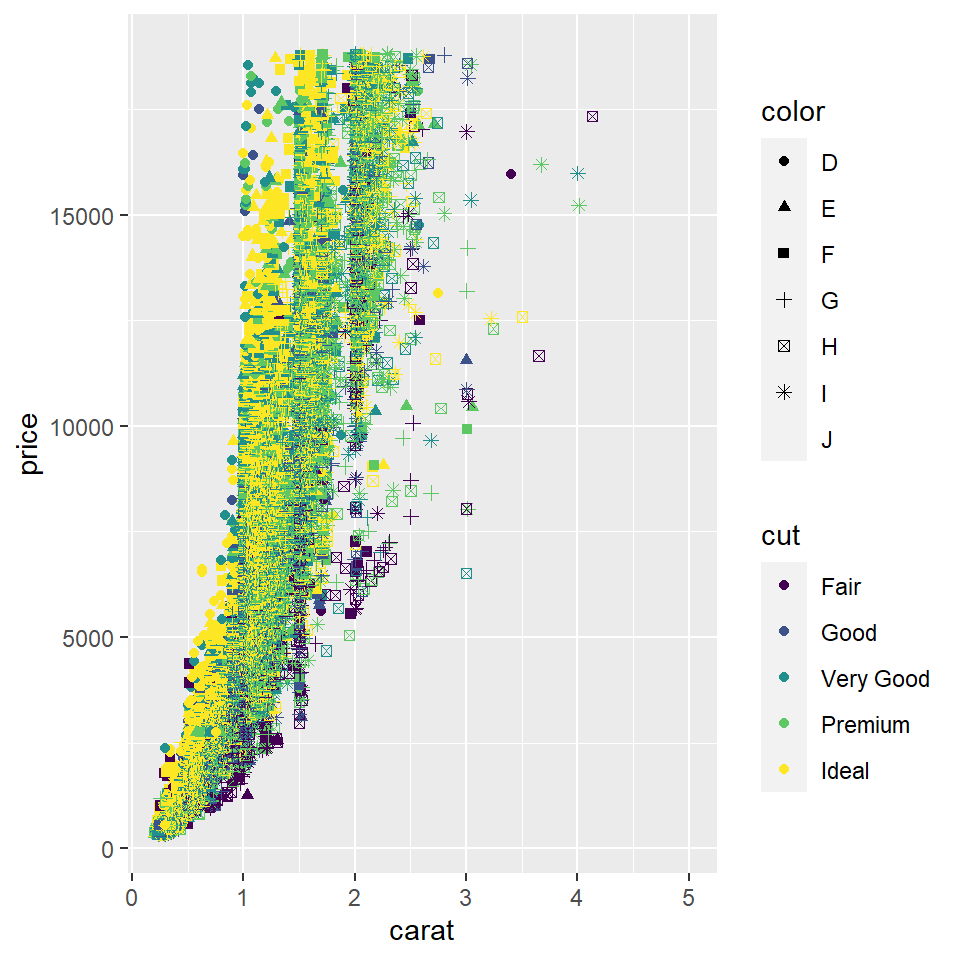 color
D
E
F
G
H
I
J
cut
Fair
Good
Very Good
Premium
Ideal
price
15000
10000
5000
0
0 1 2 3 4 5
carat